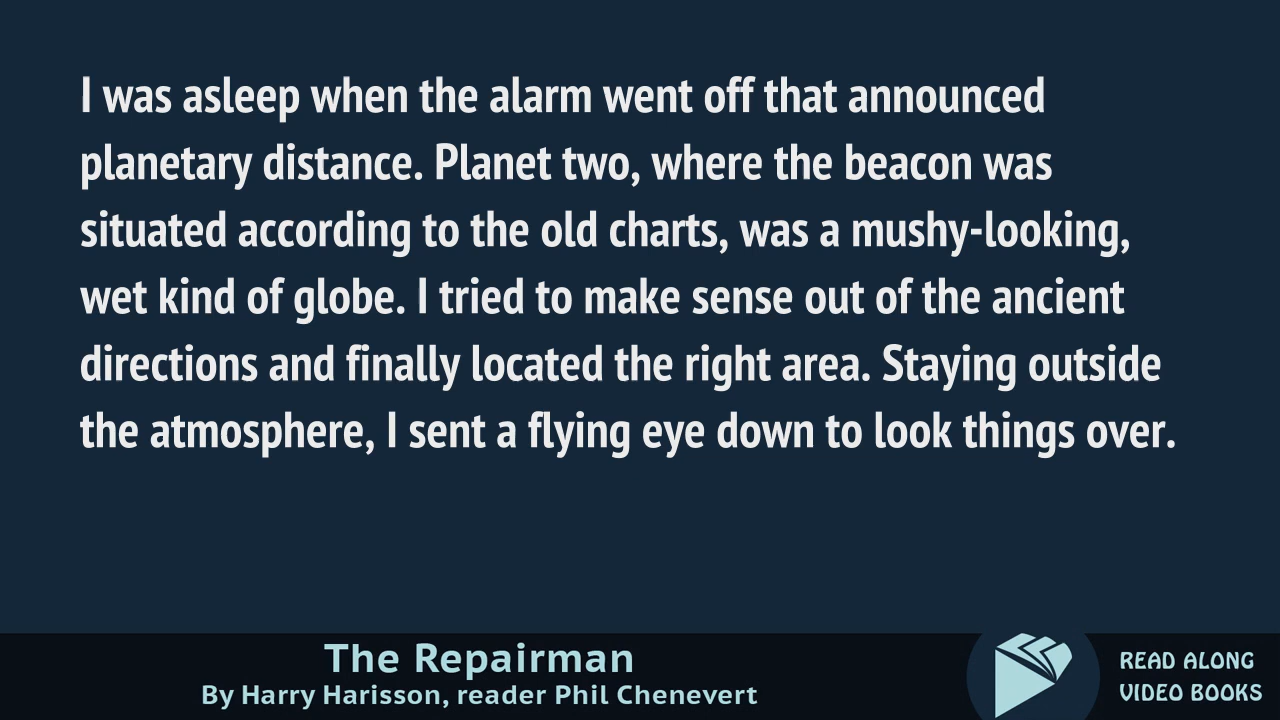 I was asleep when the alarm went off that announced
planetary distance. Planet two, where the beacon was
situated according to the old charts, was a mushy-looking,
wet kind of globe. I tried to make sense out of the ancient
directions and finally located the right area. Staying outside
the atmosphere, I sent a flying eye down to look things over.
The Repairman
By Harry Harisson, reader Phil Chenevert
READ ALONG
VIDEO BOOKS